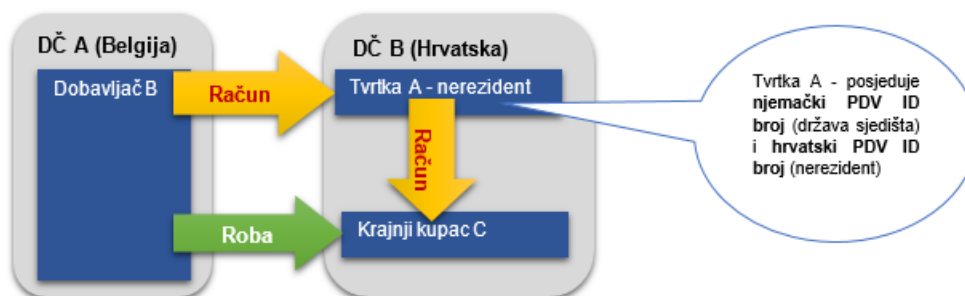 DČ A (Belgija)
DČ B (Hrvatska)
Dobavljač B
Račun
Tvrtka A - nerezident
Račun
Roba
Krajnji kupac C
Tvrtka A - posjeduje
njemački PDV ID
broj (država sjedišta)
i hrvatski PDV ID
broj (nerezident)